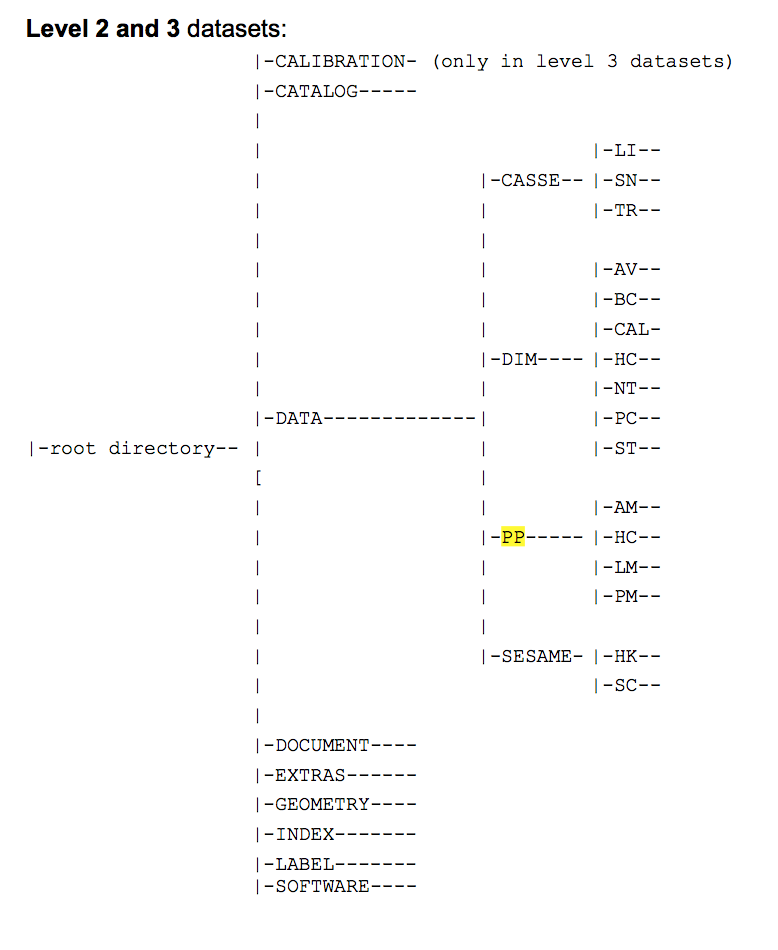 Level 2 and 3 datasets:
|-CALIBRATION- (only in level 3 datasets)
|-CATALOG-----
|
| |-LI--
| |-CASSE-- |-SN--
| | |-TR--
| |
| | |-AV--
| | |-BC--
| | |-CAL-
| |-DIM---- |-HC--
| | |-NT--
|-DATA-------------| |-PC--
|-root directory-- | | |-ST--
[ |
| | |-AM--
| |-PP----- |-HC--
| | |-LM--
| | |-PM--
| |
| |-SESAME- |-HK--
| |-SC--
|
|-DOCUMENT----
|-EXTRAS------
|-GEOMETRY----
|-INDEX-------
|-LABEL-------
|-SOFTWARE----